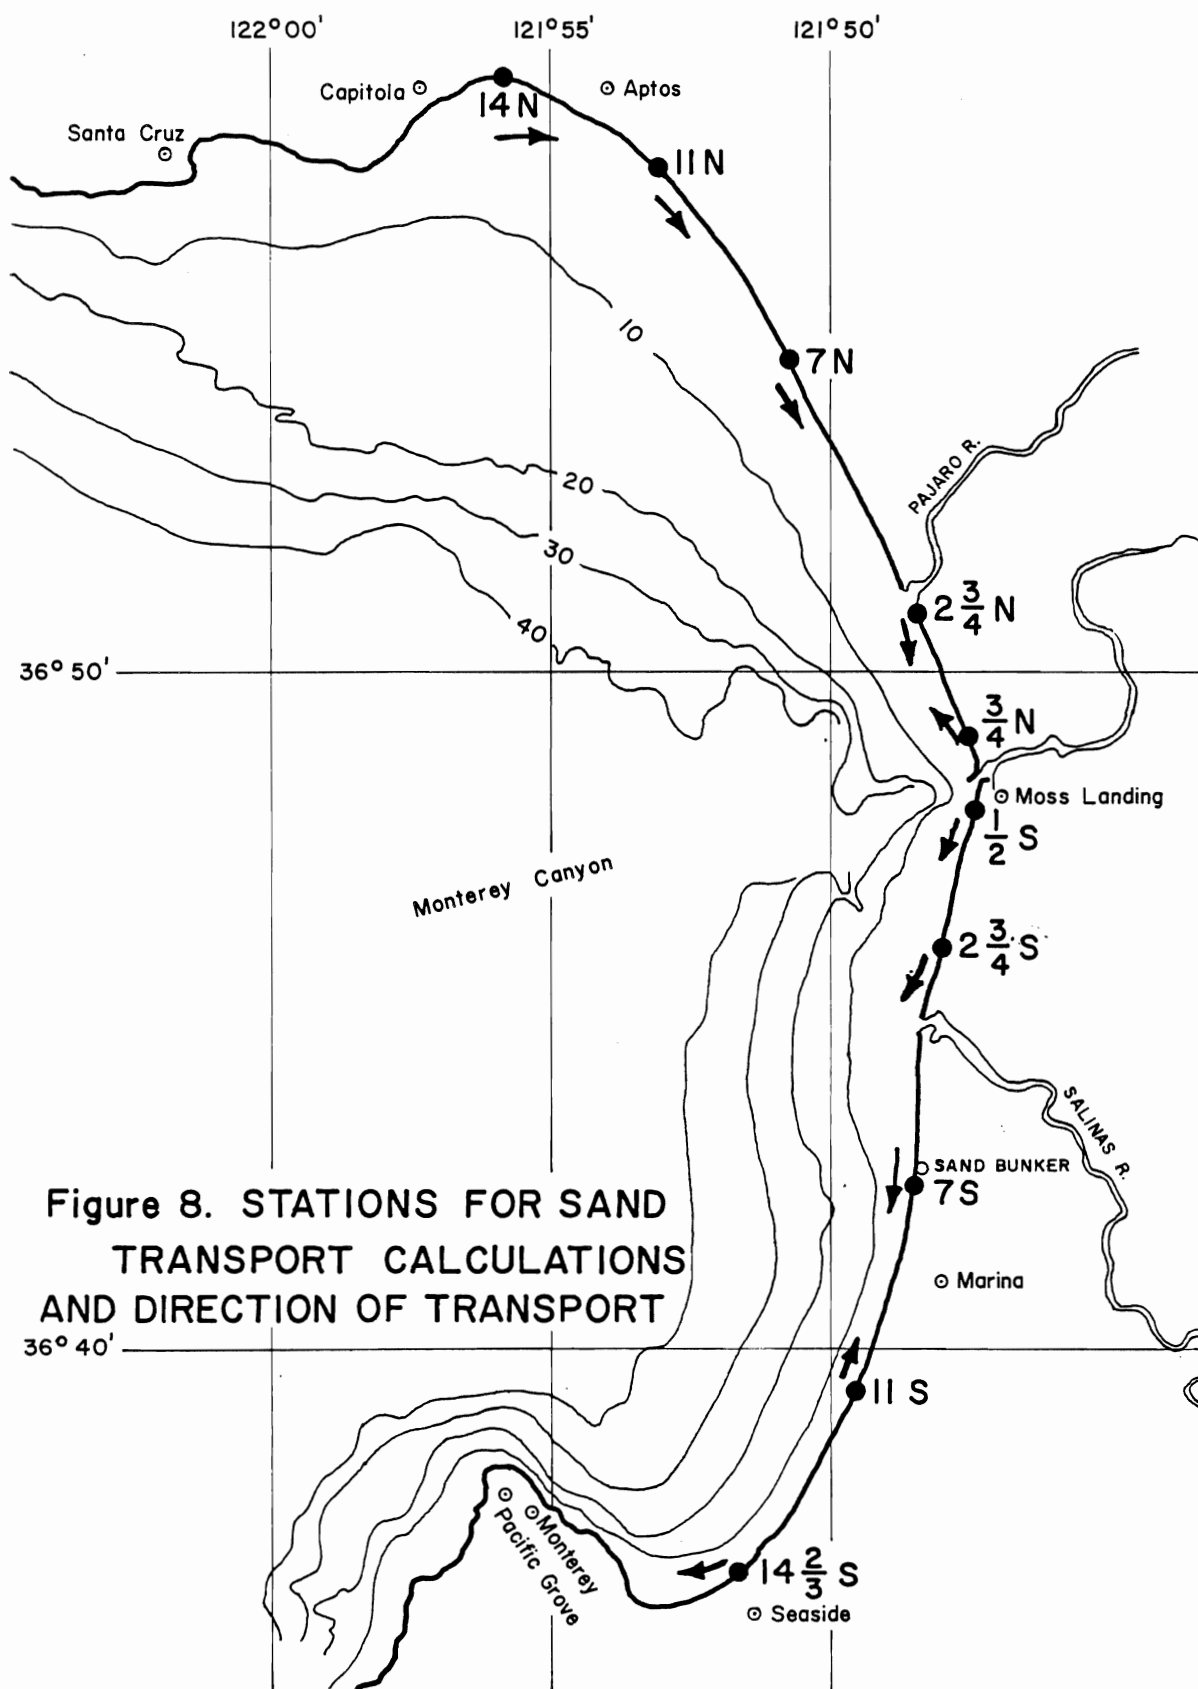 122°00' 121°55' 121°50'
Capitola
Aptos
14N
Santa Cruz
11N
10
7N
PAJARO R.
20
30
2 3/4 N
40
36° 50'
3/4 N
Moss Landing
1/2 S
Monterey Canyon
2 3/4 S
SALINAS R.
SAND BUNKER
7S
Figure 8. STATIONS FOR SAND
TRANSPORT CALCULATIONS
AND DIRECTION OF TRANSPORT
Marina
36° 40'
11 S
Monterey
Pacific Grove
14 2/3 S
Seaside